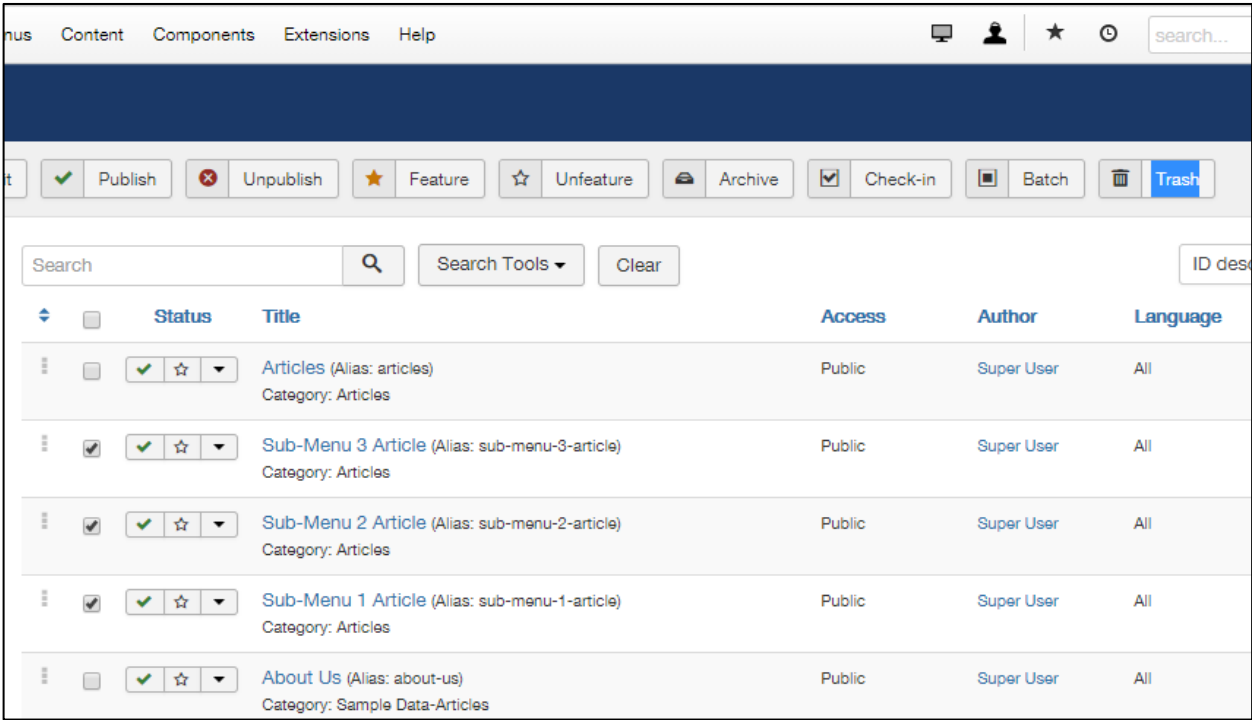 nus Content Components Extensions Help search...
it Publish Unpublish Feature Unfeature Archive Check-in Batch Trash
Search Search Tools Clear ID desc
Status Title Access Author Language
Articles (Alias: articles) Public Super User All
Category: Articles
Sub-Menu 3 Article (Alias: sub-menu-3-article) Public Super User All
Category: Articles
Sub-Menu 2 Article (Alias: sub-menu-2-article) Public Super User All
Category: Articles
Sub-Menu 1 Article (Alias: sub-menu-1-article) Public Super User All
Category: Articles
About Us (Alias: about-us) Public Super User All
Category: Sample Data-Articles